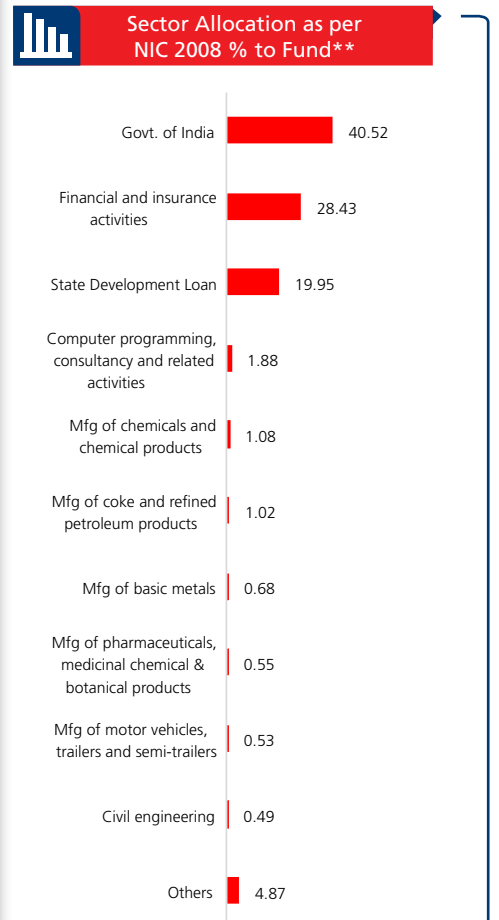 Sector Allocation as per
NIC 2008 % to Fund**
Govt. of India 40.52
Financial and insurance
activities 28.43
State Development Loan 19.95
Computer programming,
consultancy and related
activities 1.88
Mfg of chemicals and
chemical products 1.08
Mfg of coke and refined
petroleum products 1.02
Mfg of basic metals 0.68
Mfg of pharmaceuticals,
medicinal chemical &
botanical products 0.55
Mfg of motor vehicles,
trailers and semi-trailers 0.53
Civil engineering 0.49
Others 4.87